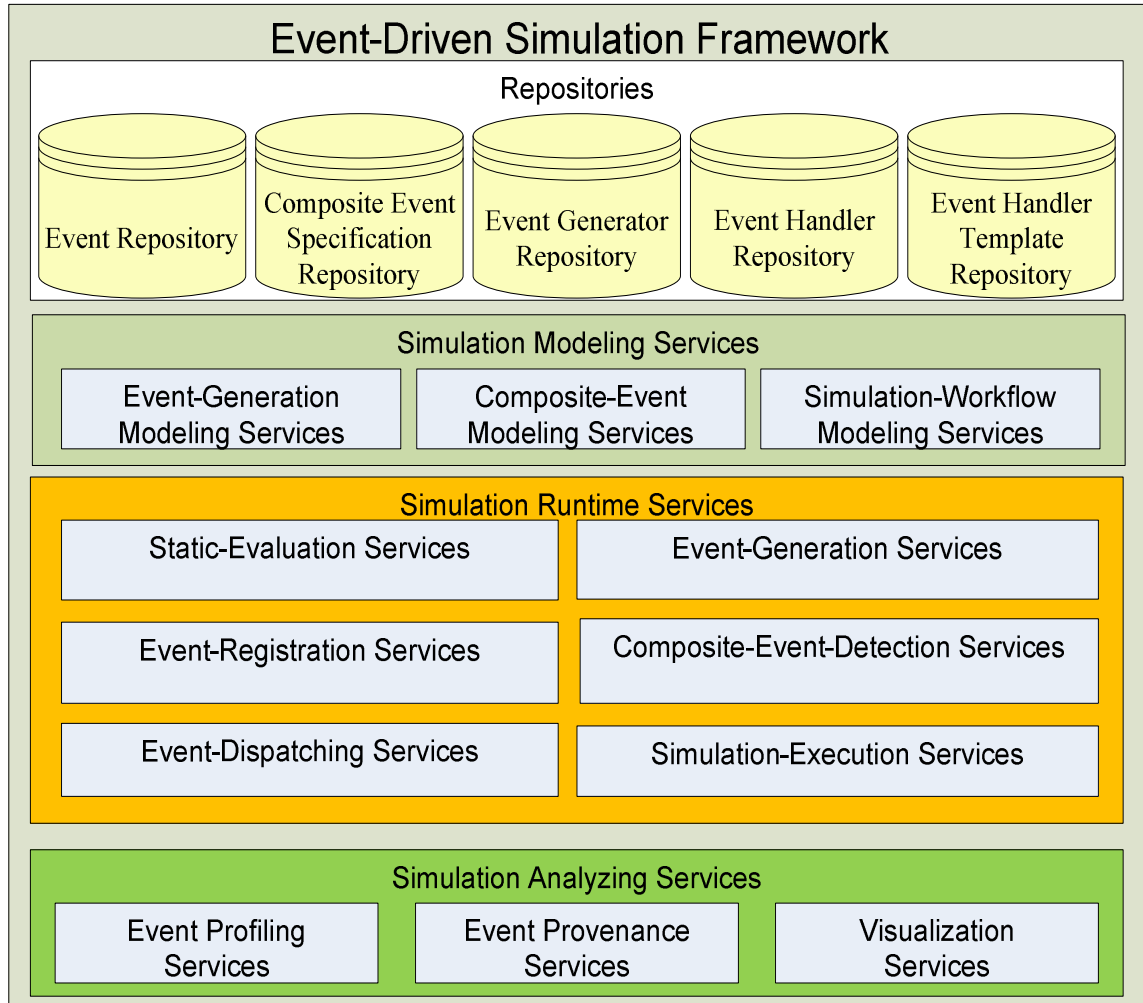 Event-Driven Simulation Framework
Repositories
Event Repository
Composite Event
Specification
Repository
Event Generator
Repository
Event Handler
Repository
Event Handler
Template
Repository
Simulation Modeling Services
Event-Generation
Modeling Services
Composite-Event
Modeling Services
Simulation-Workflow
Modeling Services
Simulation Runtime Services
Static-Evaluation Services
Event-Generation Services
Event-Registration Services
Composite-Event-Detection Services
Event-Dispatching Services
Simulation-Execution Services
Simulation Analyzing Services
Event Profiling
Services
Event Provenance
Services
Visualization
Services